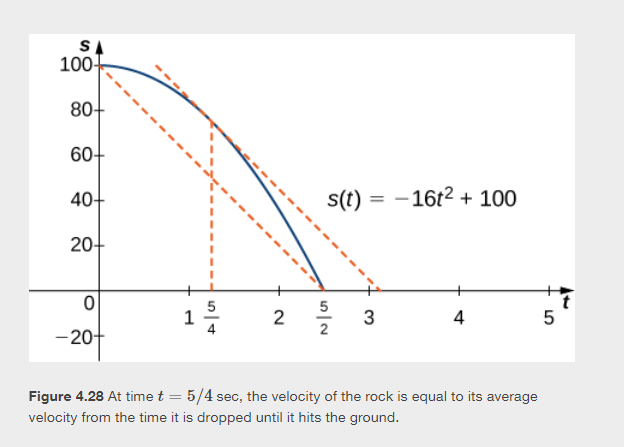 s
100
80
60
40
s(t) = −16t² + 100
20
0
1
5/4
2
5/2
3
4
5
t
−20
Figure 4.28 At time t = 5/4 sec, the velocity of the rock is equal to its average
velocity from the time it is dropped until it hits the ground.